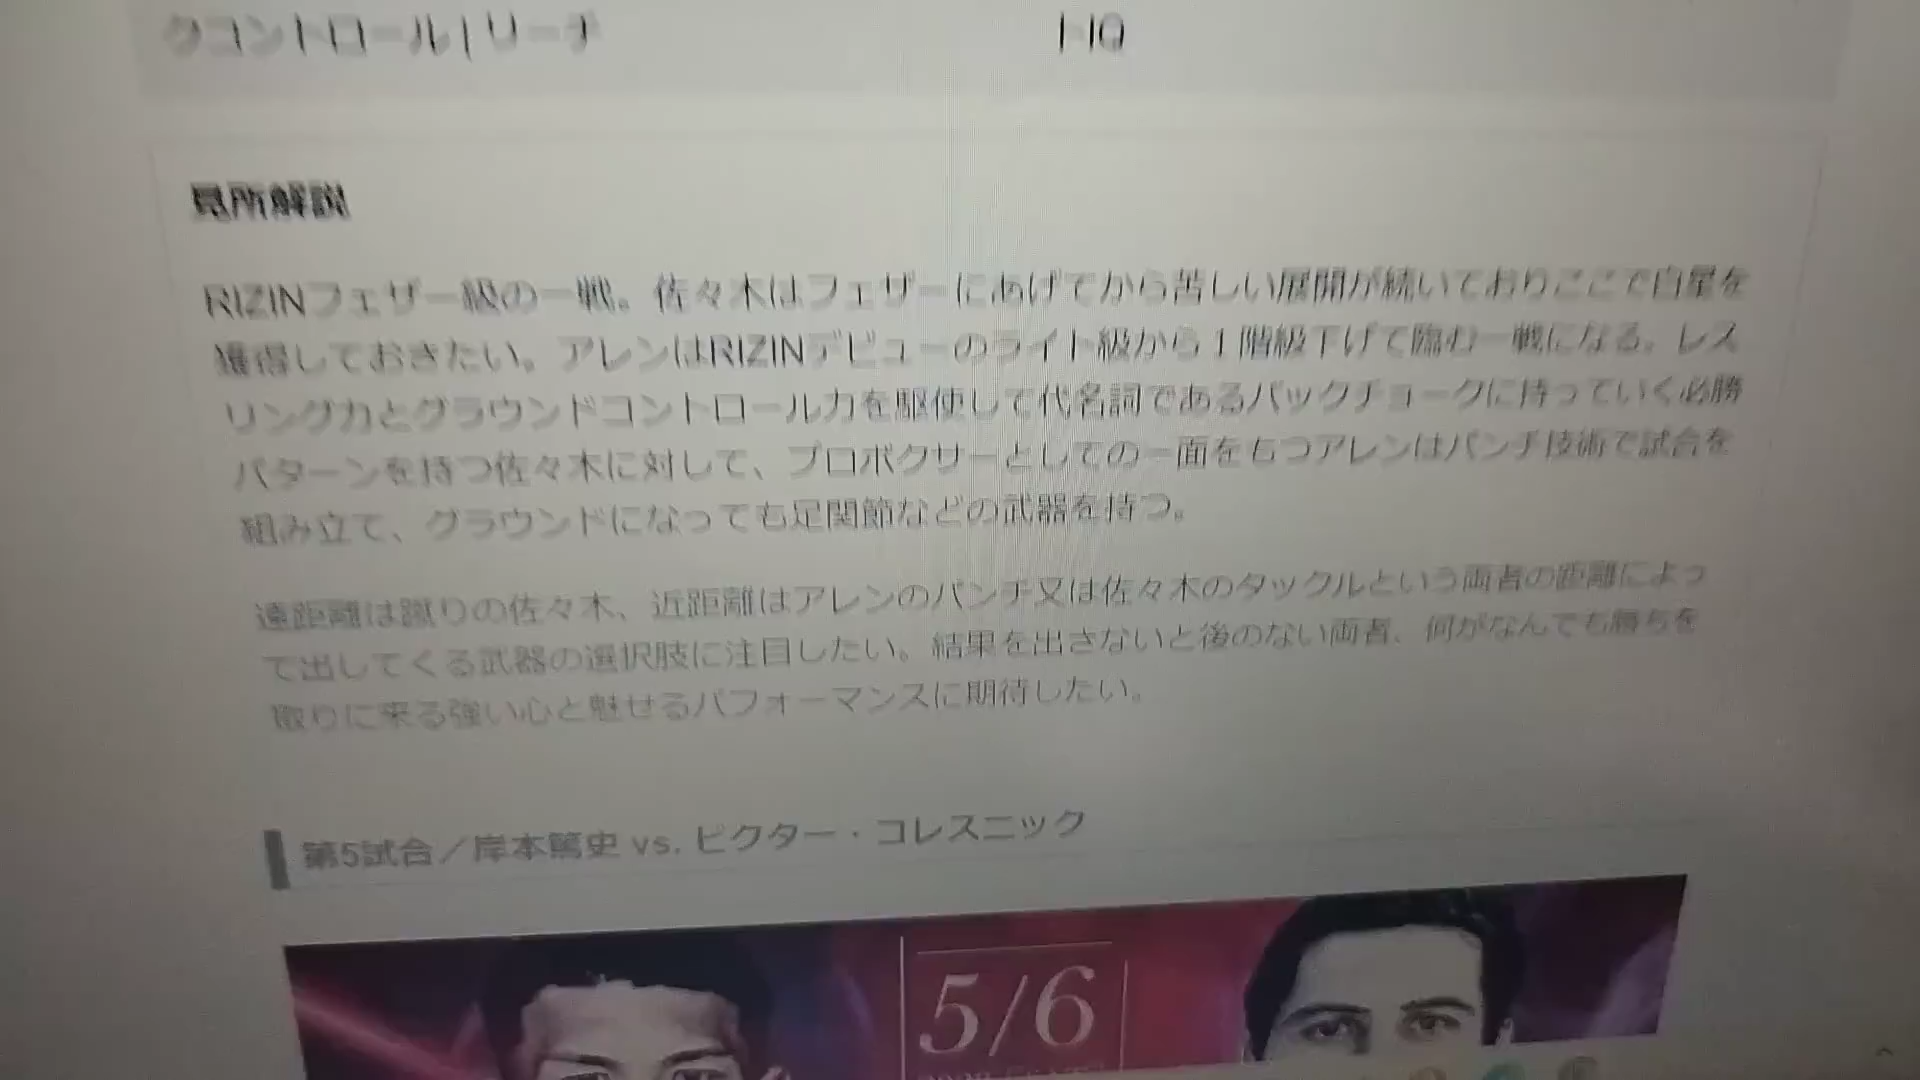 クコントロール | リーチ
見所解説
RIZINフェザー級の一戦。佐々木はフェザーにあげてから苦しい展開が続いておりここで白星を
獲得しておきたい。アレンはRIZINデビューのライト級から1階級下げて臨む一戦になる。レス
リング力とグラウンドコントロール力を駆使して代名詞であるバックチョークに持っていく必勝
パターンを持つ佐々木に対して、プロボクサーとしての一面をもつアレンはパンチ技術で試合を
組み立て、グラウンドになっても足関節などの武器を持つ。
遠距離は蹴りの佐々木、近距離はアレンのパンチ又は佐々木のタックルという両者の距離によっ
て出してくる武器の選択肢に注目したい。結果を出さないと後のない両者、何がなんでも勝ちを
取りに来る強い心と魅せるパフォーマンスに期待したい。
第5試合／岸本篤史 vs. ビクター・コレスニック
5/6